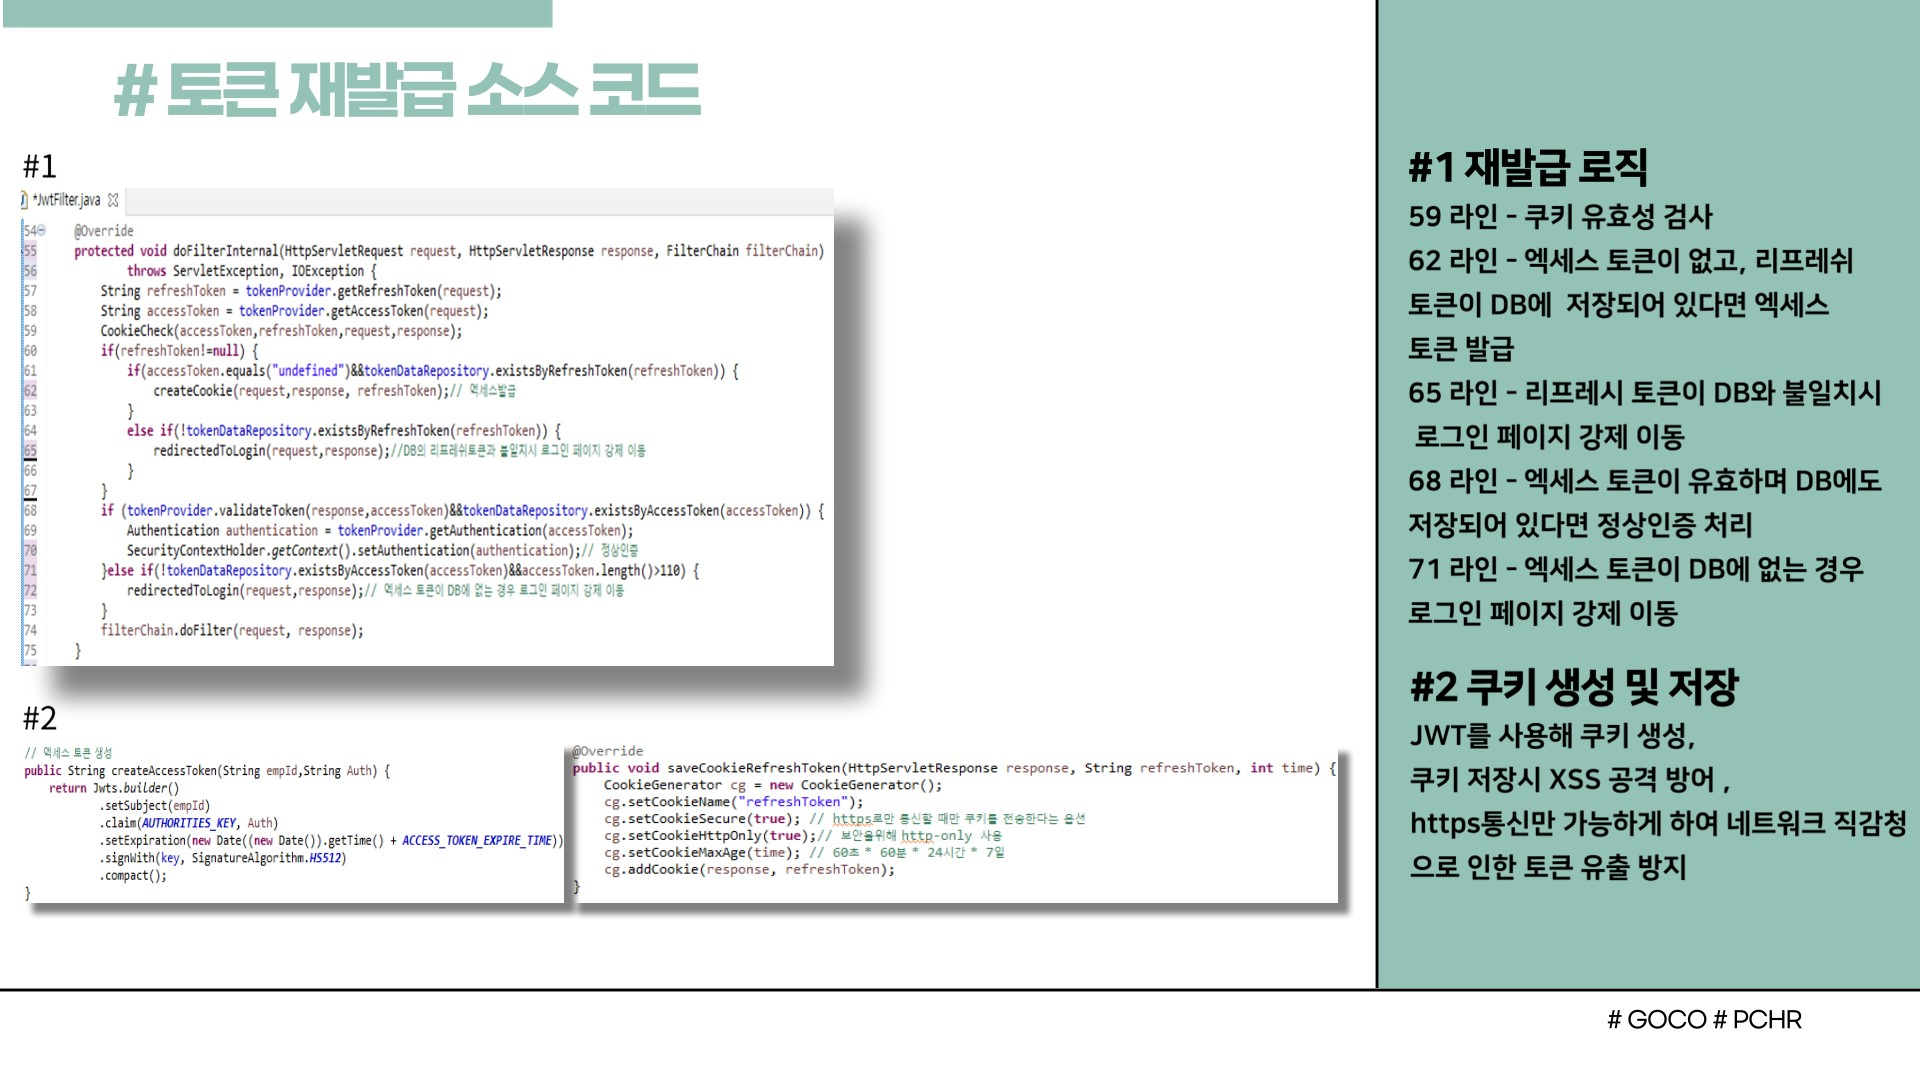 # 토큰 재발급 소스 코드
#1
*JwtFilter.java
54 @Override
55 protected void doFilterInternal(HttpServletRequest request, HttpServletResponse response, FilterChain filterChain)
56 throws ServletException, IOException {
57 String refreshToken = tokenProvider.getRefreshToken(request);
58 String accessToken = tokenProvider.getAccessToken(request);
59 CookieCheck(accessToken,refreshToken,request,response);
60 if(refreshToken!=null) {
61 if(accessToken.equals("undefined")&&tokenDataRepository.existsByRefreshToken(refreshToken)) {
62 createCookie(request,response, refreshToken);// 엑세스발급
63 }
64 else if(!tokenDataRepository.existsByRefreshToken(refreshToken)) {
65 redirectedToLogin(request,response);//DB의 리프레쉬토큰과 불일치시 로그인 페이지 강제 이동
66 }
67 }
68 if (tokenProvider.validateToken(response,accessToken)&&tokenDataRepository.existsByAccessToken(accessToken)) {
69 Authentication authentication = tokenProvider.getAuthentication(accessToken);
70 SecurityContextHolder.getContext().setAuthentication(authentication);// 정상인증
71 }else if(!tokenDataRepository.existsByAccessToken(accessToken)&&accessToken.length()>110) {
72 redirectedToLogin(request,response);// 엑세스 토큰이 DB에 없는 경우 로그인 페이지 강제 이동
73 }
74 filterChain.doFilter(request, response);
75 }
#2
// 엑세스 토큰 생성
public String createAccessToken(String empId,String Auth) {
return Jwts.builder()
.setSubject(empId)
.claim(AUTHORITIES_KEY, Auth)
.setExpiration(new Date((new Date()).getTime() + ACCESS_TOKEN_EXPIRE_TIME))
.signWith(key, SignatureAlgorithm.HS512)
.compact();
}
@Override
public void saveCookieRefreshToken(HttpServletResponse response, String refreshToken, int time) {
CookieGenerator cg = new CookieGenerator();
cg.setCookieName("refreshToken");
cg.setCookieSecure(true); // https로만 통신할 때만 쿠키를 전송한다는 옵션
cg.setCookieHttpOnly(true);// 보안을위해 http-only 사용
cg.setCookieMaxAge(time); // 60초 * 60분 * 24시간 * 7일
cg.addCookie(response, refreshToken);
}
#1 재발급 로직
59 라인 - 쿠키 유효성 검사
62 라인 - 엑세스 토큰이 없고, 리프레쉬
토큰이 DB에 저장되어 있다면 엑세스
토큰 발급
65 라인 - 리프레시 토큰이 DB와 불일치시
로그인 페이지 강제 이동
68 라인 - 엑세스 토큰이 유효하며 DB에도
저장되어 있다면 정상인증 처리
71 라인 - 엑세스 토큰이 DB에 없는 경우
로그인 페이지 강제 이동
#2 쿠키 생성 및 저장
JWT를 사용해 쿠키 생성,
쿠키 저장시 XSS 공격 방어 ,
https통신만 가능하게 하여 네트워크 직감청
으로 인한 토큰 유출 방지
# GOCO # PCHR